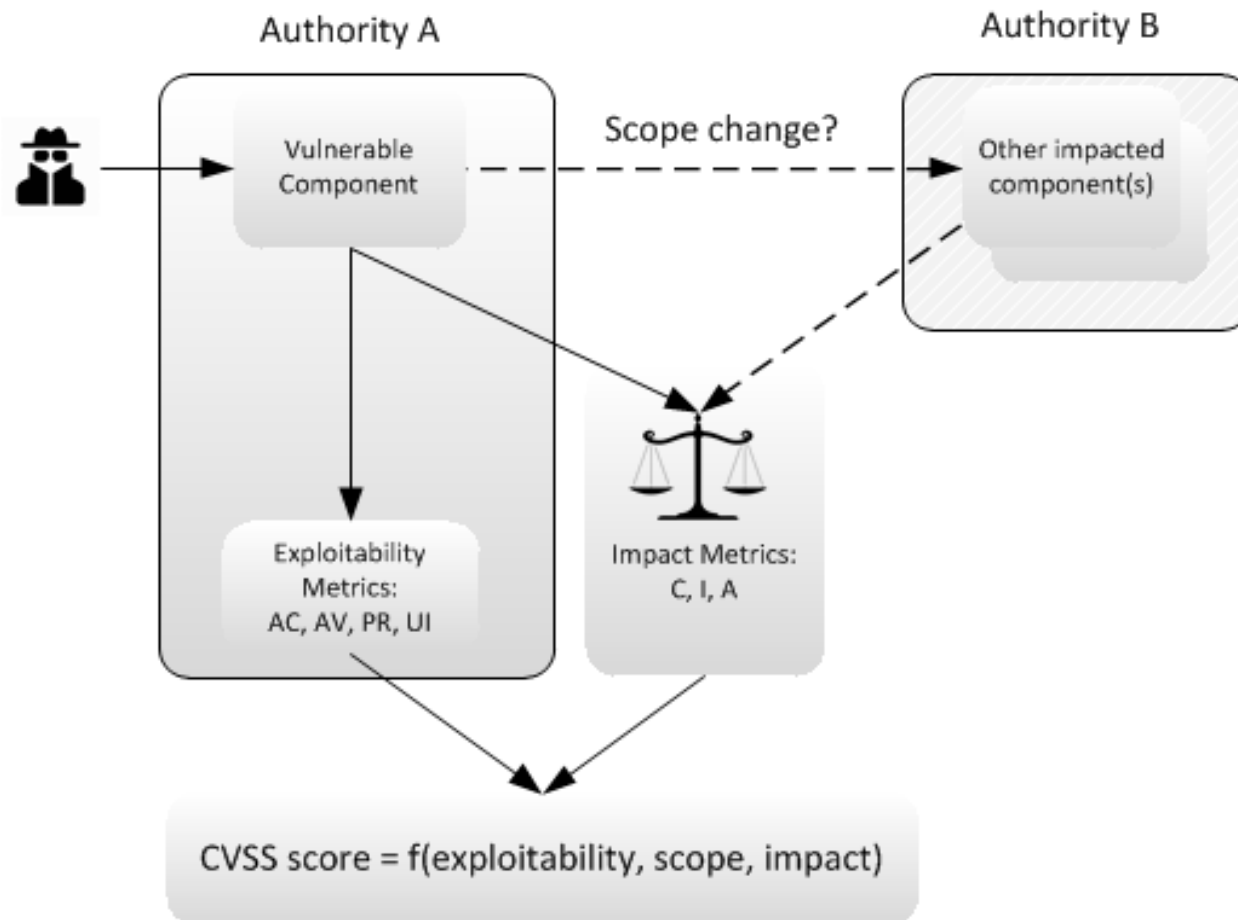 Authority A
Authority B
Vulnerable
Component
Scope change?
Other impacted
component(s)
Exploitability
Metrics:
AC, AV, PR, UI
Impact Metrics:
C, I, A
CVSS score = f(exploitability, scope, impact)